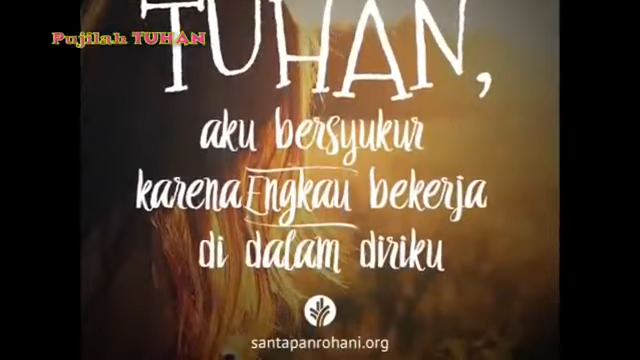 Pujilah TUHAN
TUHAN,
aku bersyukur
karena Engkau bekerja
di dalam diriku
santapanrohani.org